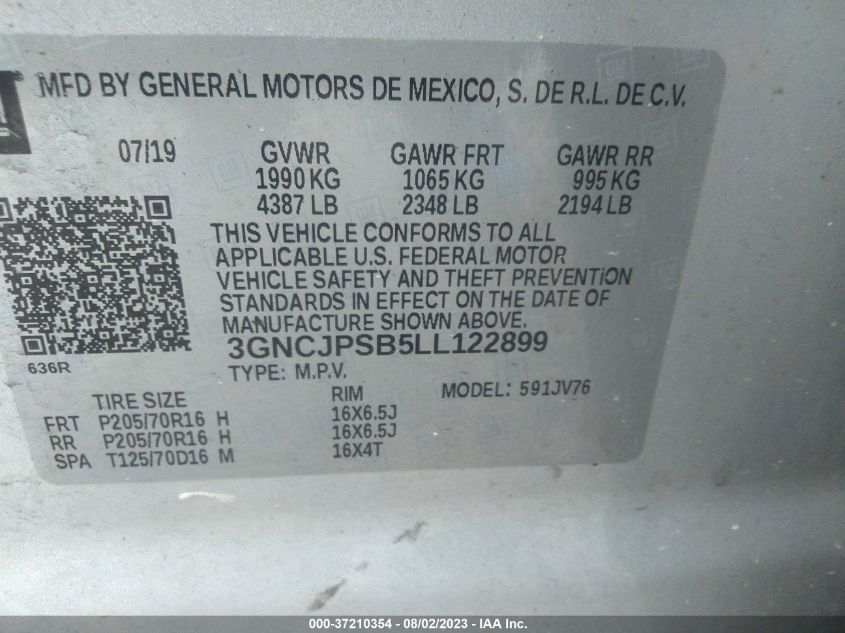 GM
MFD BY GENERAL MOTORS DE MEXICO, S. DE R.L. DE C.V.
07/19 GVWR GAWR FRT GAWR RR
1990 KG 1065 KG 995 KG
4387 LB 2348 LB 2194 LB
THIS VEHICLE CONFORMS TO ALL
APPLICABLE U.S. FEDERAL MOTOR
VEHICLE SAFETY AND THEFT PREVENTION
STANDARDS IN EFFECT ON THE DATE OF
MANUFACTURE SHOWN ABOVE.
3GNCJPSB5LL122899
636R TYPE: M.P.V. MODEL: 591JV76
TIRE SIZE RIM
FRT P205/70R16 H 16X6.5J
RR P205/70R16 H 16X6.5J
SPA T125/70D16 M 16X4T
000-37210354 - 08/02/2023 - IAA Inc.